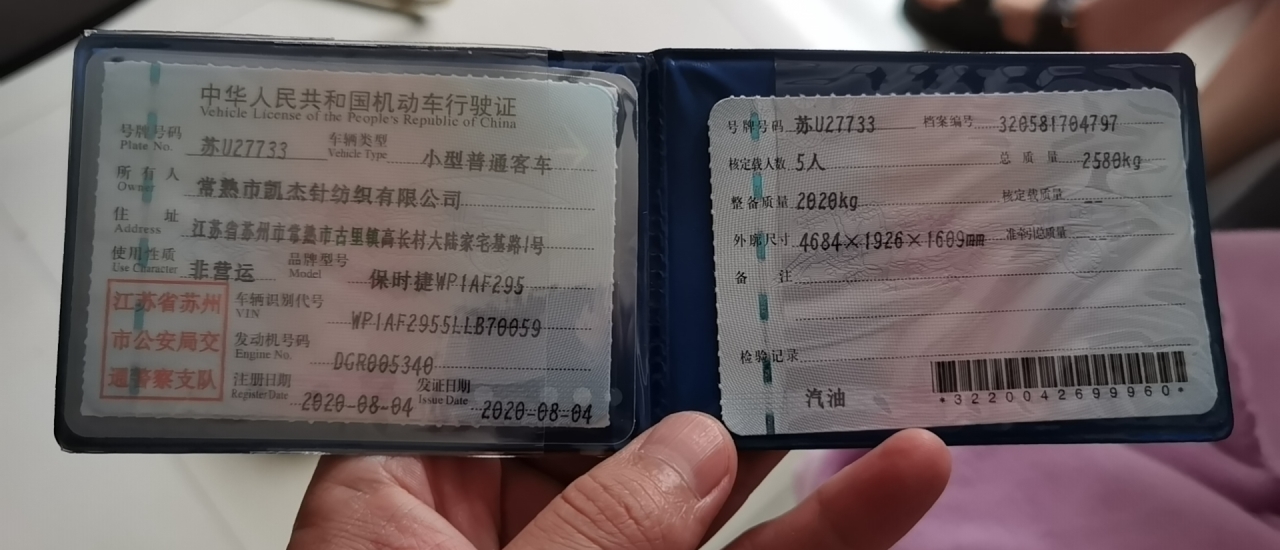 中华人民共和国机动车行驶证
Vehicle License of the People's Republic of China
号牌号码 苏U27733 车辆类型 小型普通客车
Plate No. Vehicle Type
所有人 常熟市凯杰针纺织有限公司
Owner
住址 江苏省苏州市常熟市古里镇高长村大陆家宅基路1号
Address
使用性质 非营运 品牌型号 保时捷WP1AF295
Use Character Model
江苏省苏州
市公安局交
通警察支队
车辆识别代号 WP1AF2955LLB70059
VIN
发动机号码 DGR005340
Engine No.
注册日期 2020-08-04 发证日期 2020-08-04
Register Date Issue Date
号牌号码 苏U27733 档案编号 320581704797
核定载人数 5人 总质量 2580kg
整备质量 2020kg 核定载质量 --
外廓尺寸 4684×1926×1609mm 准牵引总质量
备注
检验记录
汽油
*3220042699960*